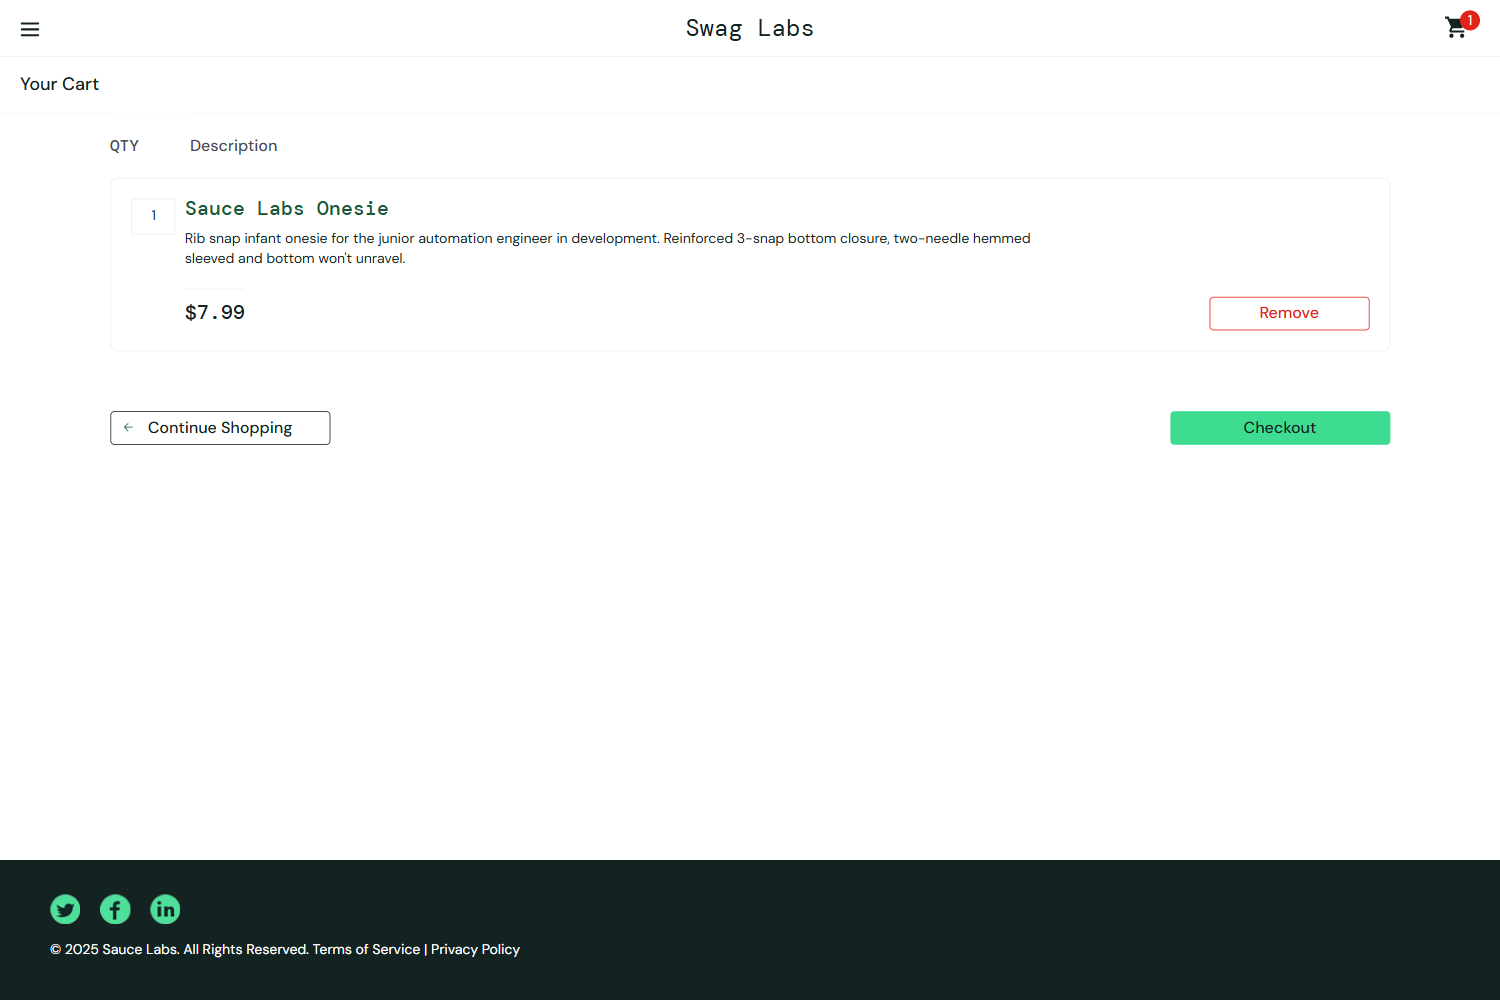 Swag Labs
1
Your Cart
QTY Description
1
Sauce Labs Onesie
Rib snap infant onesie for the junior automation engineer in development. Reinforced 3-snap bottom closure, two-needle hemmed
sleeved and bottom won't unravel.
$7.99
Remove
Continue Shopping
Checkout
© 2025 Sauce Labs. All Rights Reserved. Terms of Service | Privacy Policy